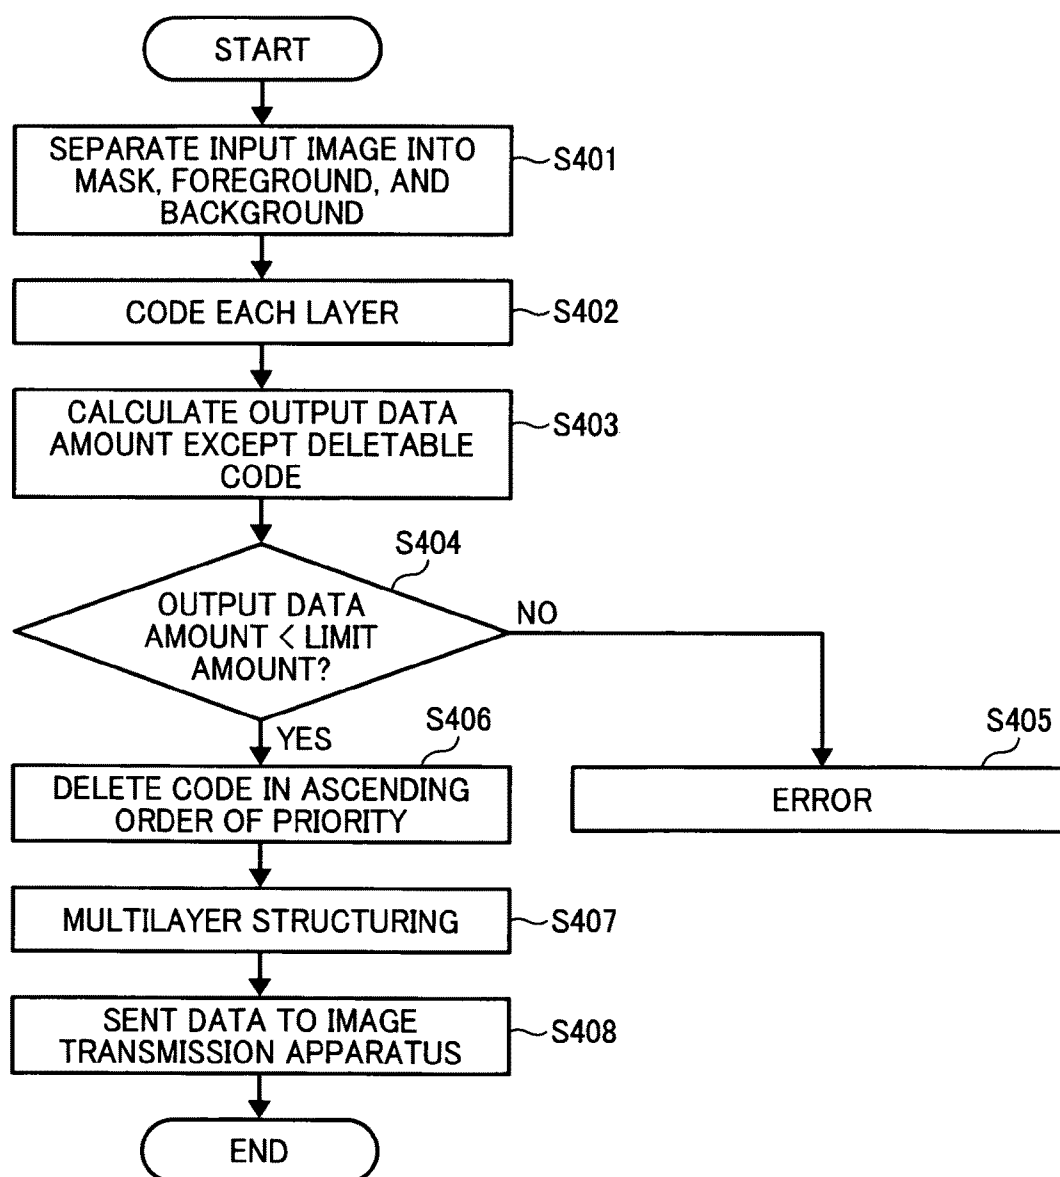 START
SEPARATE INPUT IMAGE INTO
MASK, FOREGROUND, AND
BACKGROUND
S401
CODE EACH LAYER
S402
CALCULATE OUTPUT DATA
AMOUNT EXCEPT DELETABLE
CODE
S403
S404
OUTPUT DATA
AMOUNT < LIMIT
AMOUNT?
NO
YES
S405
ERROR
S406
DELETE CODE IN ASCENDING
ORDER OF PRIORITY
MULTILAYER STRUCTURING
S407
SENT DATA TO IMAGE
TRANSMISSION APPARATUS
S408
END